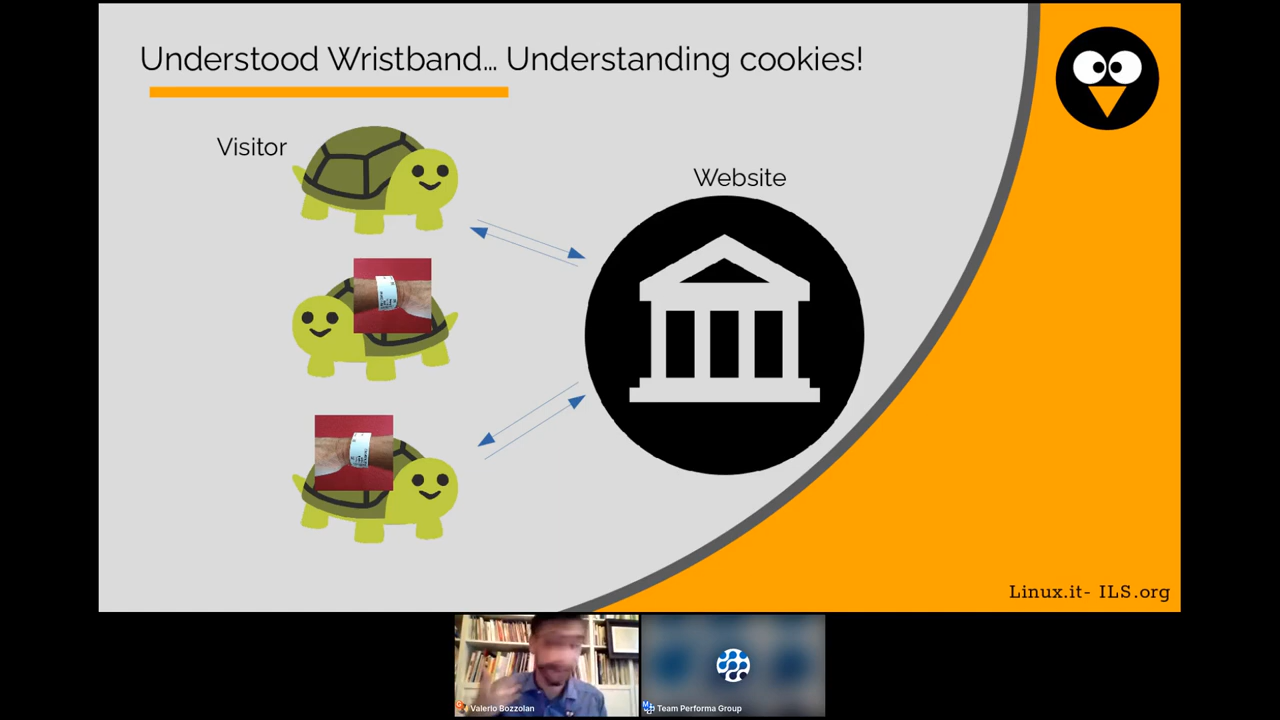 Understood Wristband… Understanding cookies!
Visitor
Website
Linux.it- ILS.org
Valerio Bozzolan
Team Performa Group